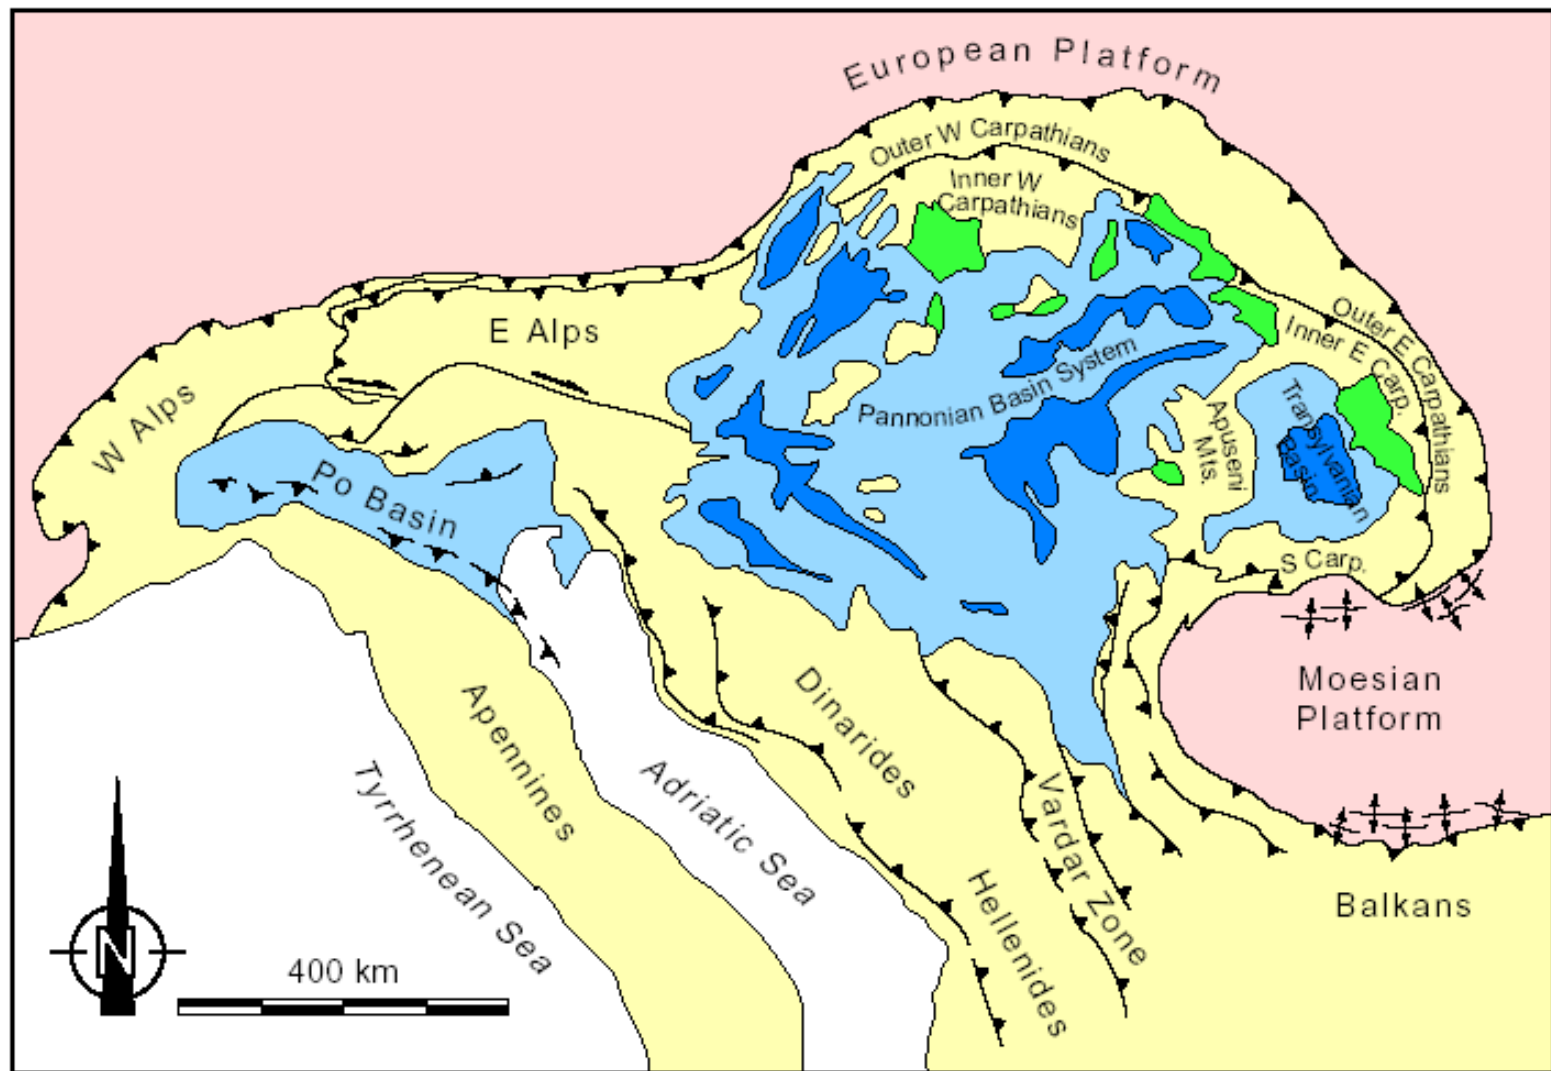 European Platform
Outer W Carpathians
Inner W
Carpathians
Outer E Carpathians
Inner E Carp.
E Alps
W Alps
Pannonian Basin System
Apuseni
Mts.
Transylvanian
Basin
Po Basin
S Carp.
Moesian
Platform
Dinarides
Apennines
Adriatic Sea
Tyrrhenean Sea
Vardar Zone
Hellenides
Balkans
N
400 km